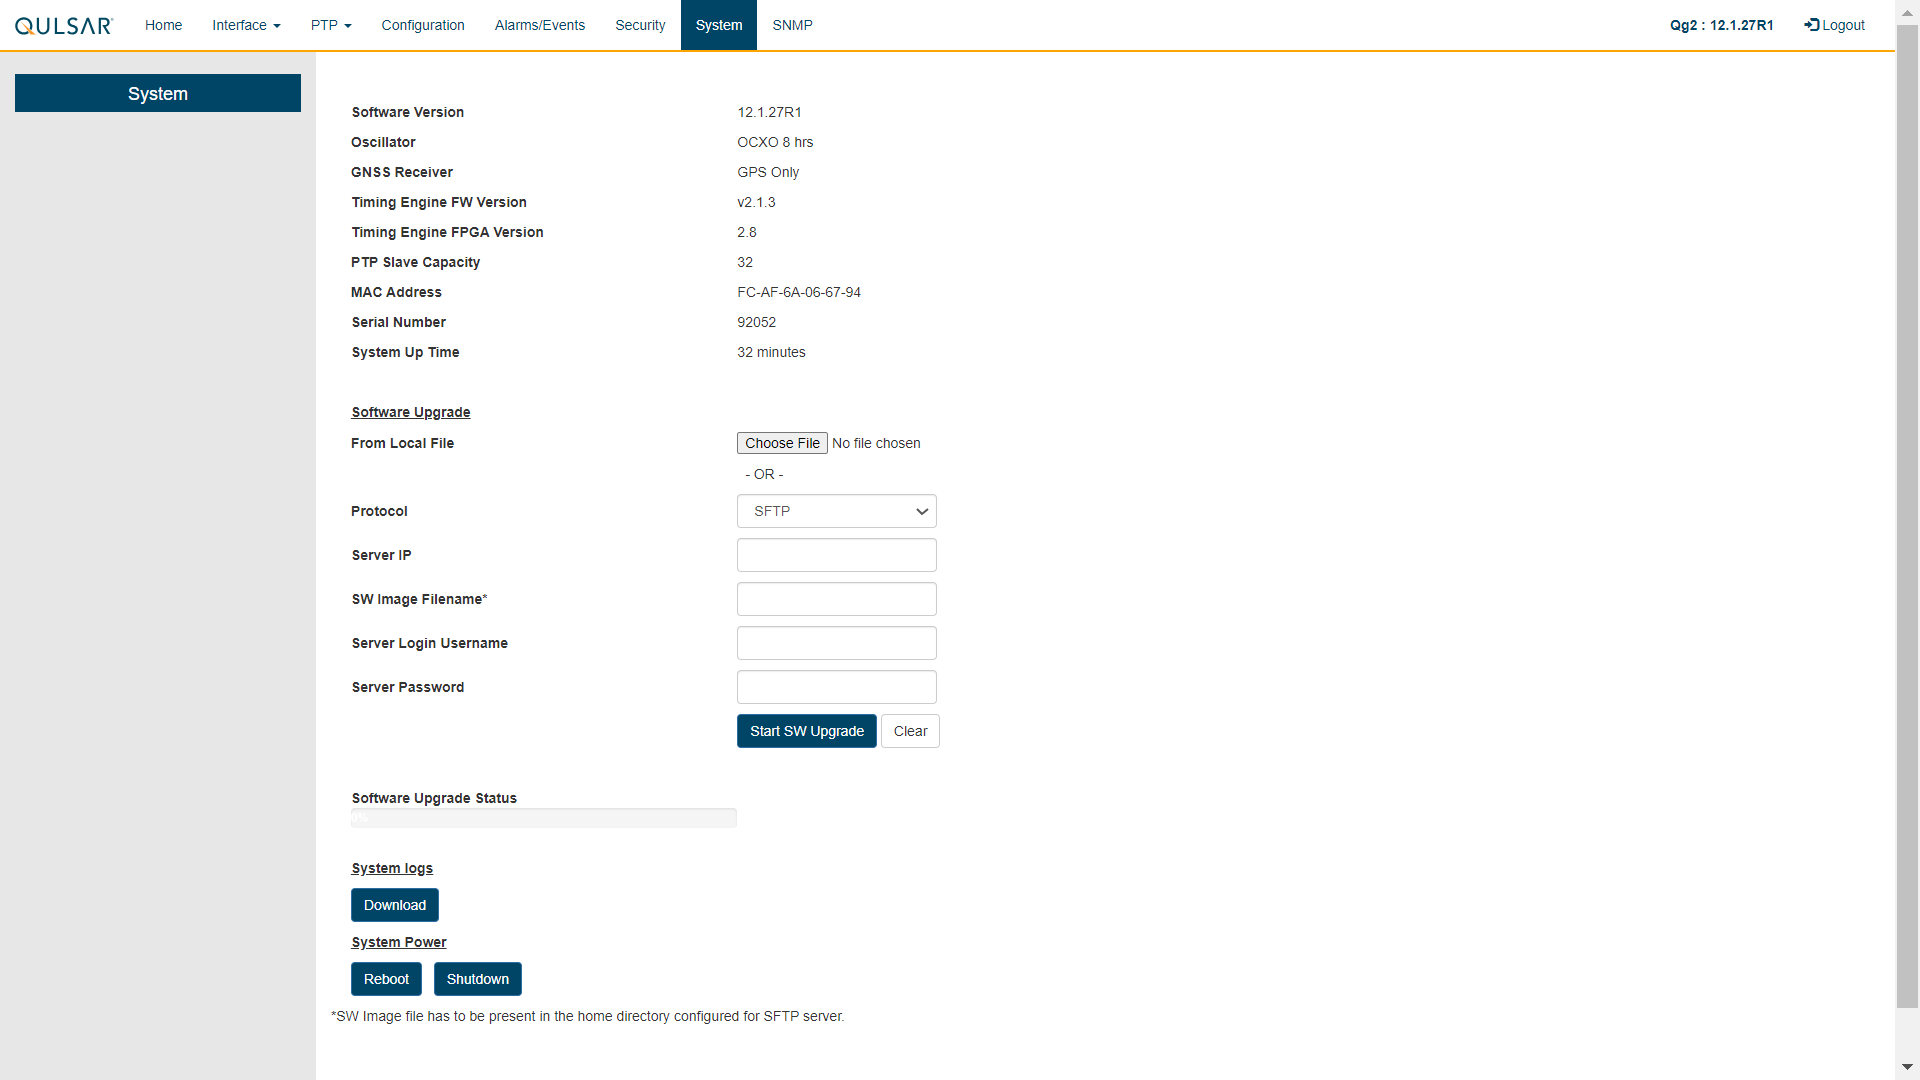 QULSAR Home Interface PTP Configuration Alarms/Events Security System SNMP Qg2 : 12.1.27R1 Logout
System
Software Version 12.1.27R1
Oscillator OCXO 8 hrs
GNSS Receiver GPS Only
Timing Engine FW Version v2.1.3
Timing Engine FPGA Version 2.8
PTP Slave Capacity 32
MAC Address FC-AF-6A-06-67-94
Serial Number 92052
System Up Time 32 minutes
Software Upgrade
From Local File Choose File No file chosen
- OR -
Protocol SFTP
Server IP
SW Image Filename*
Server Login Username
Server Password
Start SW Upgrade Clear
Software Upgrade Status
0%
System logs
Download
System Power
Reboot Shutdown
*SW Image file has to be present in the home directory configured for SFTP server.